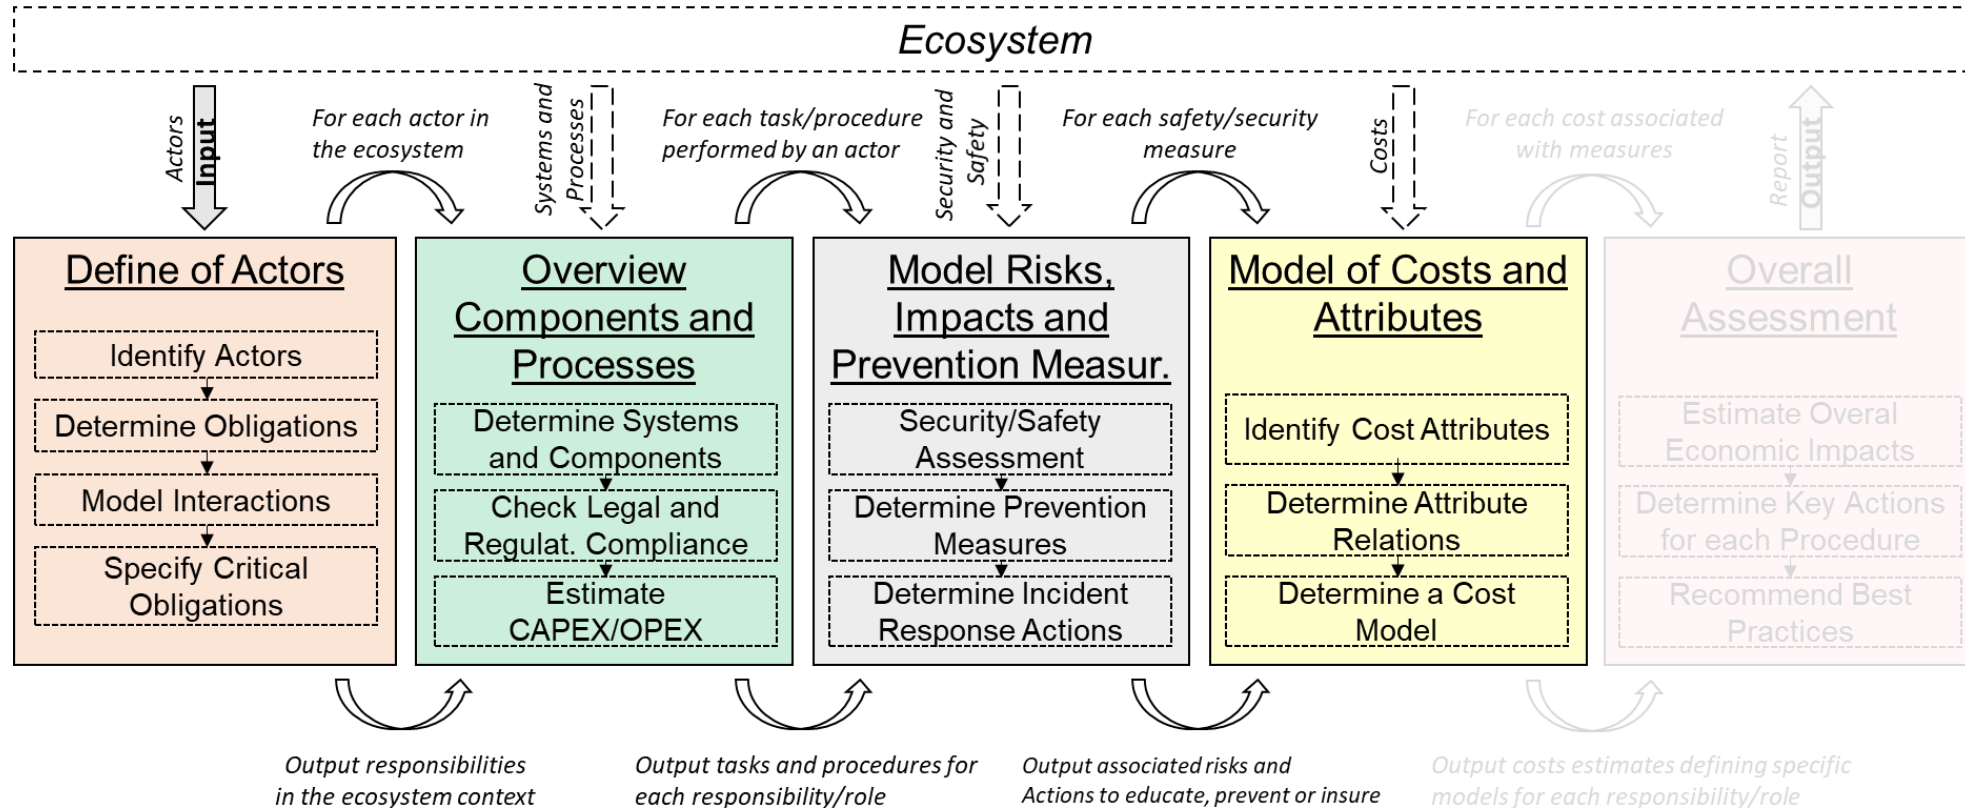 Ecosystem
Actors
Input
For each actor in
the ecosystem
Systems and
Processes
For each task/procedure
performed by an actor
Security and
Safety
For each safety/security
measure
Costs
For each cost associated
with measures
Report
Output
Define of Actors
Identify Actors
Determine Obligations
Model Interactions
Specify Critical
Obligations
Overview
Components and
Processes
Determine Systems
and Components
Check Legal and
Regulat. Compliance
Estimate
CAPEX/OPEX
Model Risks,
Impacts and
Prevention Measur.
Security/Safety
Assessment
Determine Prevention
Measures
Determine Incident
Response Actions
Model of Costs and
Attributes
Identify Cost Attributes
Determine Attribute
Relations
Determine a Cost
Model
Overall
Assessment
Estimate Overal
Economic Impacts
Determine Key Actions
for each Procedure
Recommend Best
Practices
Output responsibilities
in the ecosystem context
Output tasks and procedures for
each responsibility/role
Output associated risks and
Actions to educate, prevent or insure
Output costs estimates defining specific
models for each responsibility/role